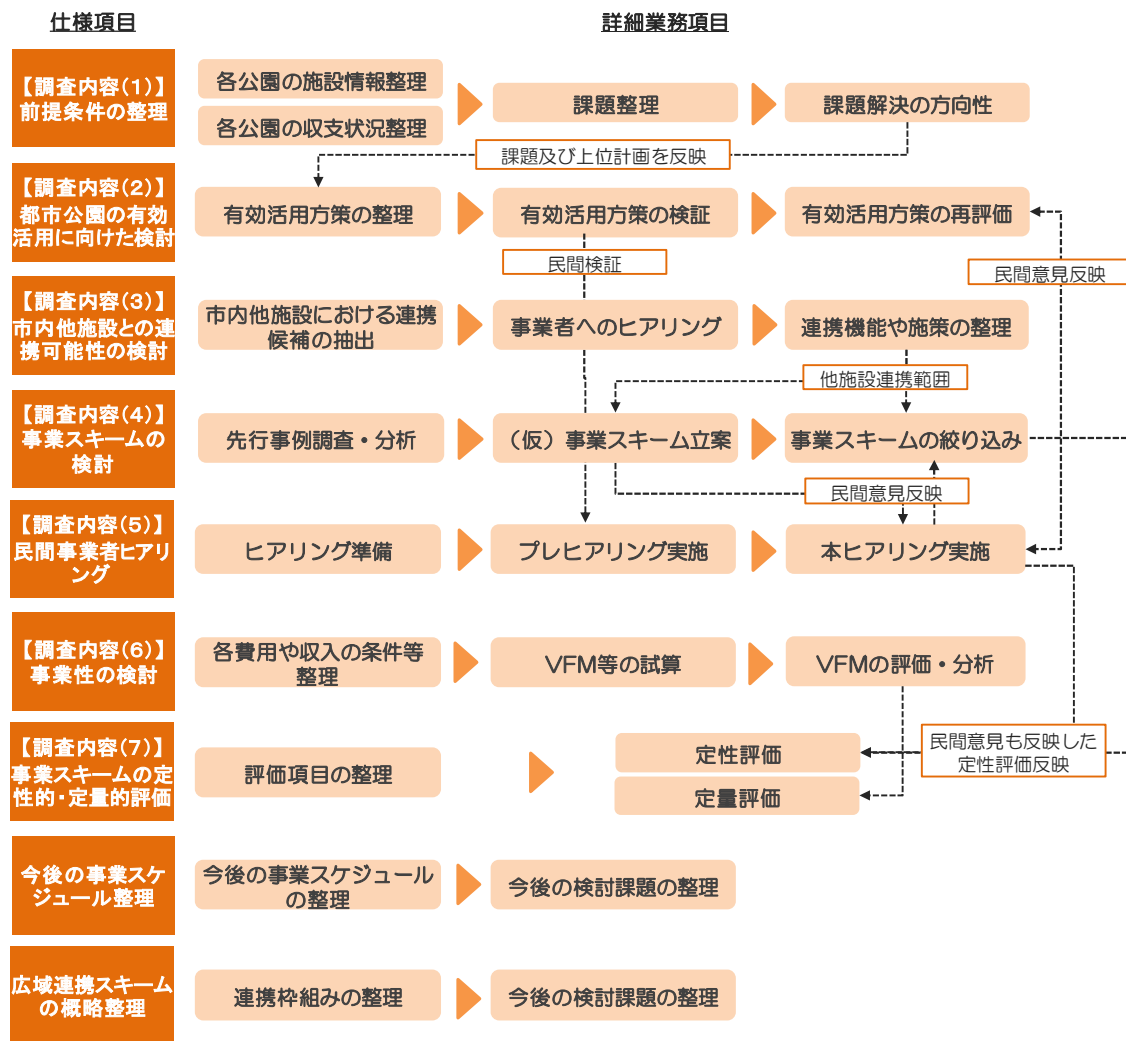 仕様項目
詳細業務項目
【調査内容(1)】
前提条件の整理
各公園の施設情報整理
各公園の収支状況整理
課題整理
課題解決の方向性
課題及び上位計画を反映
【調査内容(2)】
都市公園の有効
活用に向けた検討
有効活用方策の整理
有効活用方策の検証
有効活用方策の再評価
民間検証
民間意見反映
【調査内容(3)】
市内他施設との連
携可能性の検討
市内他施設における連携
候補の抽出
事業者へのヒアリング
連携機能や施策の整理
他施設連携範囲
【調査内容(4)】
事業スキームの
検討
先行事例調査・分析
（仮）事業スキーム立案
事業スキームの絞り込み
民間意見反映
【調査内容(5)】
民間事業者ヒアリ
ング
ヒアリング準備
プレヒアリング実施
本ヒアリング実施
【調査内容(6)】
事業性の検討
各費用や収入の条件等
整理
VFM等の試算
VFMの評価・分析
【調査内容(7)】
事業スキームの定
性的・定量的評価
評価項目の整理
定性評価
定量評価
民間意見も反映した
定性評価反映
今後の事業スケ
ジュール整理
今後の事業スケジュール
の整理
今後の検討課題の整理
広域連携スキーム
の概略整理
連携枠組みの整理
今後の検討課題の整理